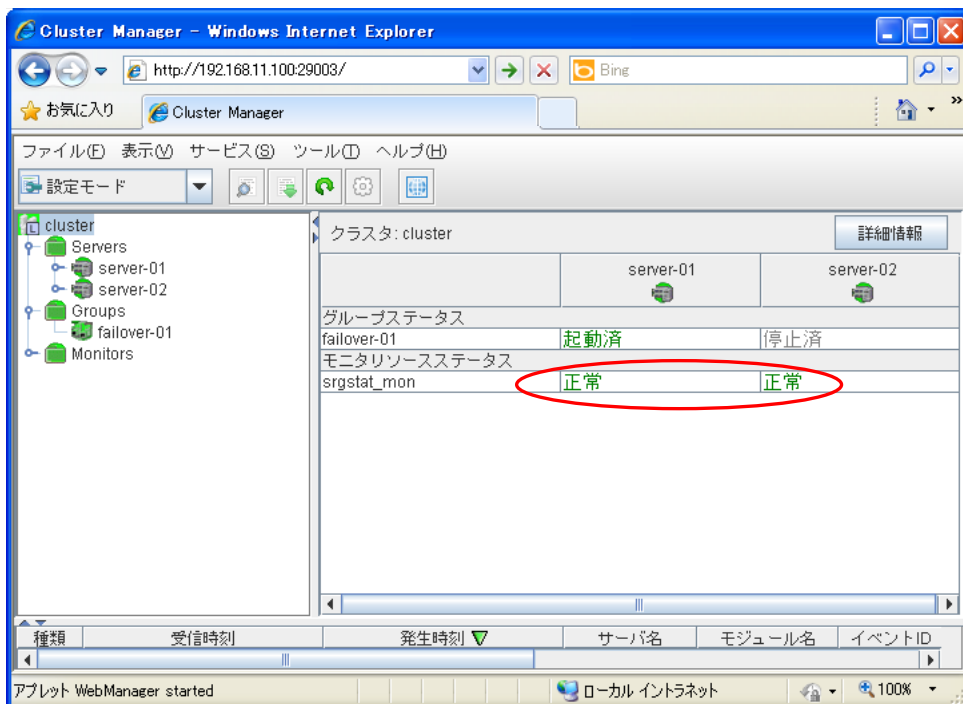 Cluster Manager - Windows Internet Explorer
http://192.168.11.100:29003/
Bing
お気に入り
Cluster Manager
»
ファイル(F) 表示(V) サービス(S) ツール(T) ヘルプ(H)
設定モード
cluster
Servers
server-01
server-02
Groups
failover-01
Monitors
クラスタ: cluster
詳細情報
server-01 server-02
グループステータス
failover-01 起動済 停止済
モニタリソースステータス
srgstat_mon 正常 正常
種類 受信時刻 発生時刻 サーバ名 モジュール名 イベントID
アプレット WebManager started ローカル イントラネット 100%